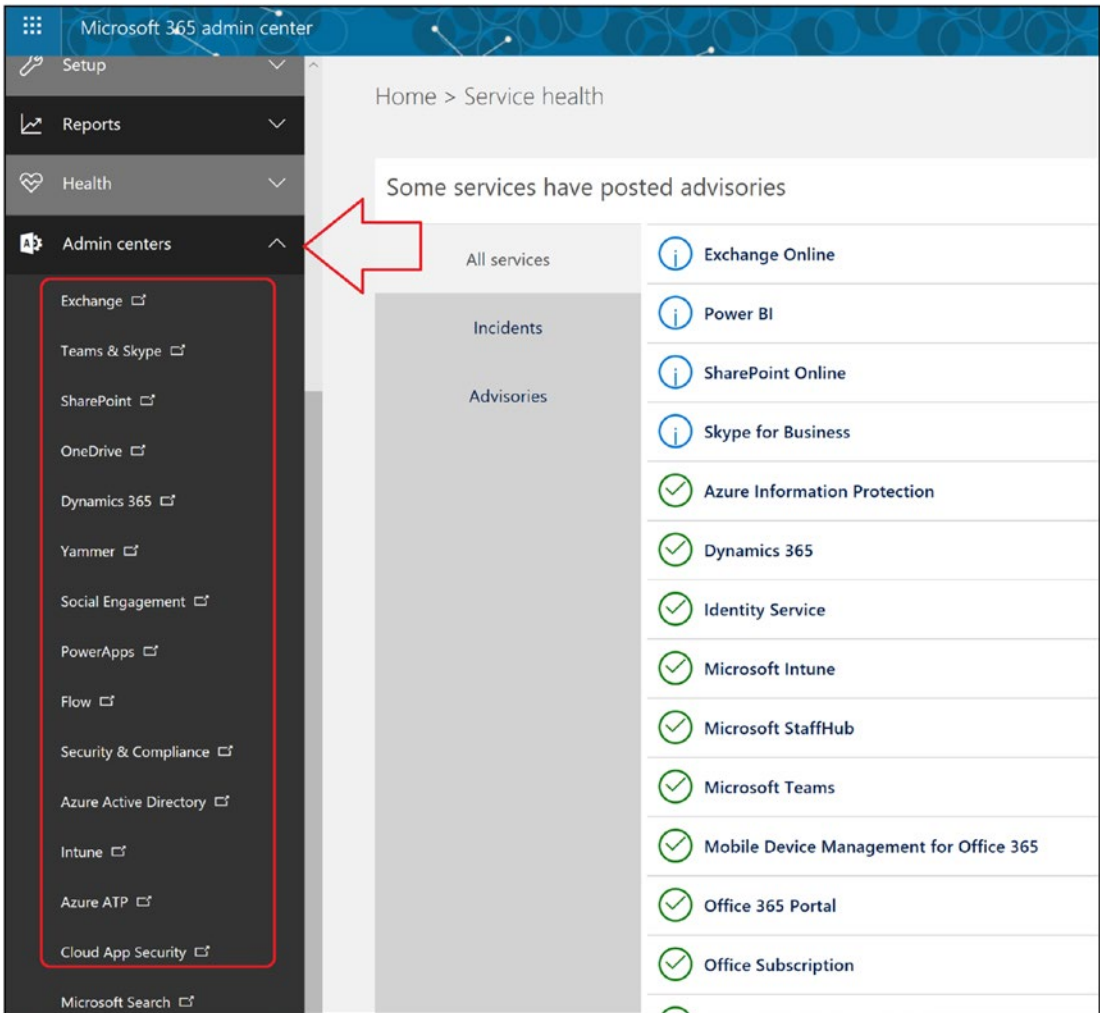 Microsoft 365 admin center
Setup
Reports
Health
Admin centers
Exchange
Teams & Skype
SharePoint
OneDrive
Dynamics 365
Yammer
Social Engagement
PowerApps
Flow
Security & Compliance
Azure Active Directory
Intune
Azure ATP
Cloud App Security
Microsoft Search
Home > Service health
Some services have posted advisories
All services
Incidents
Advisories
Exchange Online
Power BI
SharePoint Online
Skype for Business
Azure Information Protection
Dynamics 365
Identity Service
Microsoft Intune
Microsoft StaffHub
Microsoft Teams
Mobile Device Management for Office 365
Office 365 Portal
Office Subscription